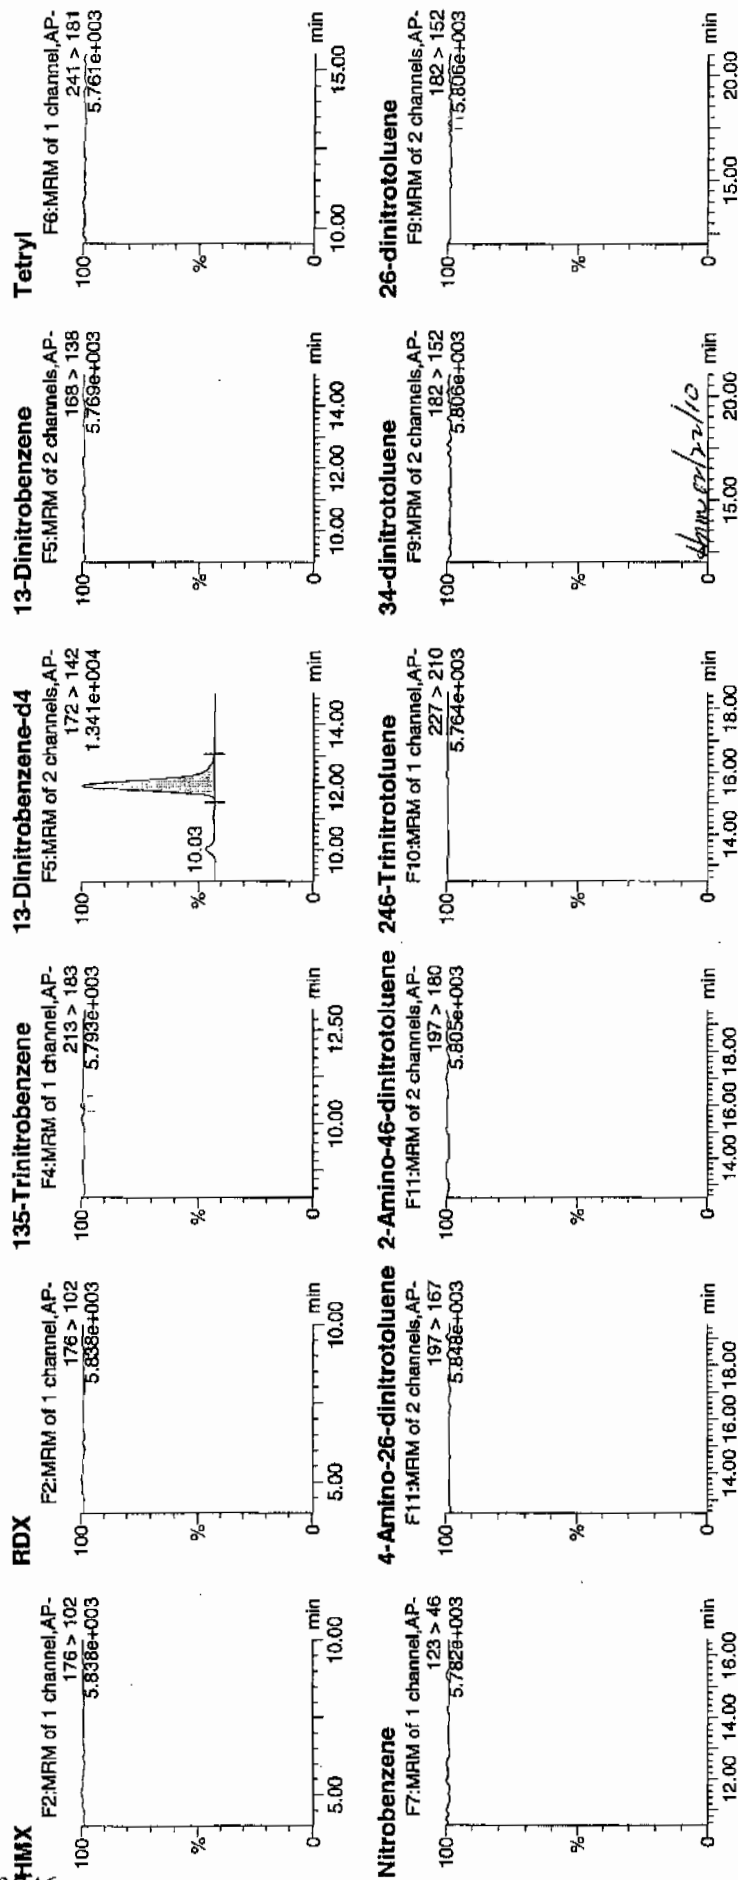 HMX
F2:MRM of 1 channel,AP-
176 > 102
5.838e+003
100
%
0
5.00
10.00
min
RDX
F2:MRM of 1 channel,AP-
176 > 102
5.838e+003
100
%
0
5.00
10.00
min
135-Trinitrobenzene
F4:MRM of 1 channel,AP-
213 > 183
5.793e+003
100
%
0
10.00
12.50
min
13-Dinitrobenzene-d4
F5:MRM of 2 channels,AP-
172 > 142
1.341e+004
100
10.03
%
0
10.00
12.00
14.00
min
13-Dinitrobenzene
F5:MRM of 2 channels,AP-
168 > 138
5.769e+003
100
%
0
10.00
12.00
14.00
min
Tetryl
F6:MRM of 1 channel,AP-
241 > 181
5.761e+003
100
%
0
10.00
15.00
min
Nitrobenzene
F7:MRM of 1 channel,AP-
123 > 46
5.782e+003
100
%
0
12.00
14.00
16.00
min
4-Amino-26-dinitrotoluene
F11:MRM of 2 channels,AP-
197 > 167
5.848e+003
100
%
0
14.00
16.00
18.00
min
2-Amino-46-dinitrotoluene
F11:MRM of 2 channels,AP-
197 > 180
5.805e+003
100
%
0
14.00
16.00
18.00
min
246-Trinitrotoluene
F10:MRM of 1 channel,AP-
227 > 210
5.764e+003
100
%
0
14.00
16.00
18.00
min
34-dinitrotoluene
F9:MRM of 2 channels,AP-
182 > 152
5.806e+003
100
%
02/22/10
0
15.00
20.00
min
26-dinitrotoluene
F9:MRM of 2 channels,AP-
182 > 152
5.806e+003
100
%
0
15.00
20.00
min